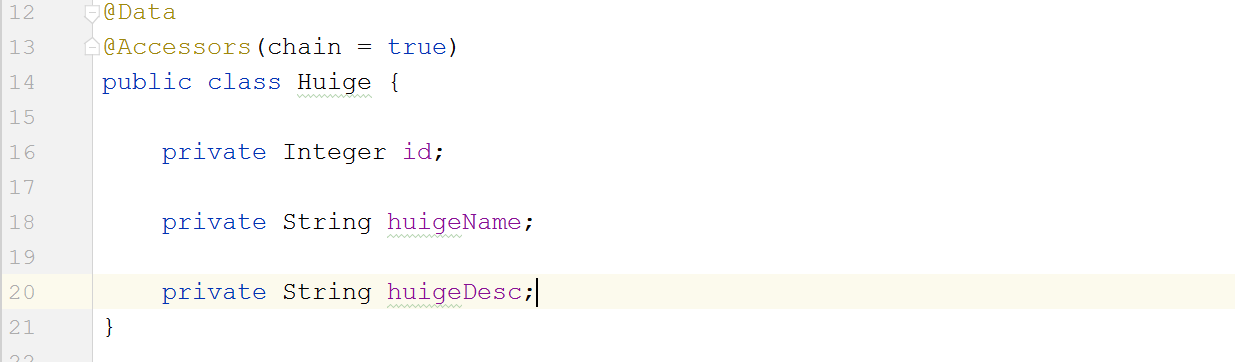 12 @Data
13 @Accessors(chain = true)
14 public class Huige {
15
16 private Integer id;
17
18 private String huigeName;
19
20 private String huigeDesc;
21 }
22